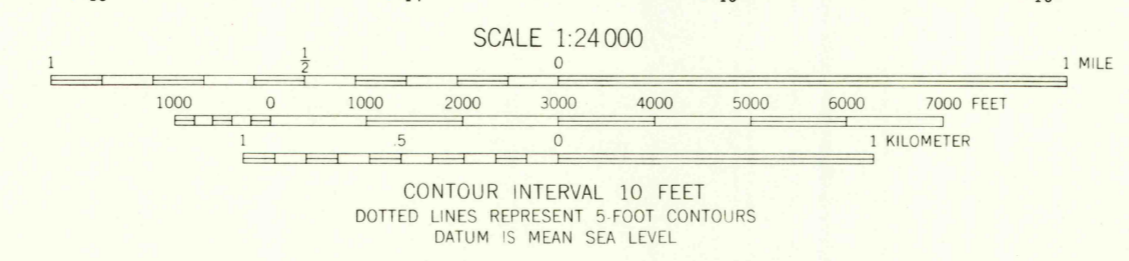 SCALE 1:24 000
1 1/2 0 1 MILE
1000 0 1000 2000 3000 4000 5000 6000 7000 FEET
1 .5 0 1 KILOMETER
CONTOUR INTERVAL 10 FEET
DOTTED LINES REPRESENT 5-FOOT CONTOURS
DATUM IS MEAN SEA LEVEL